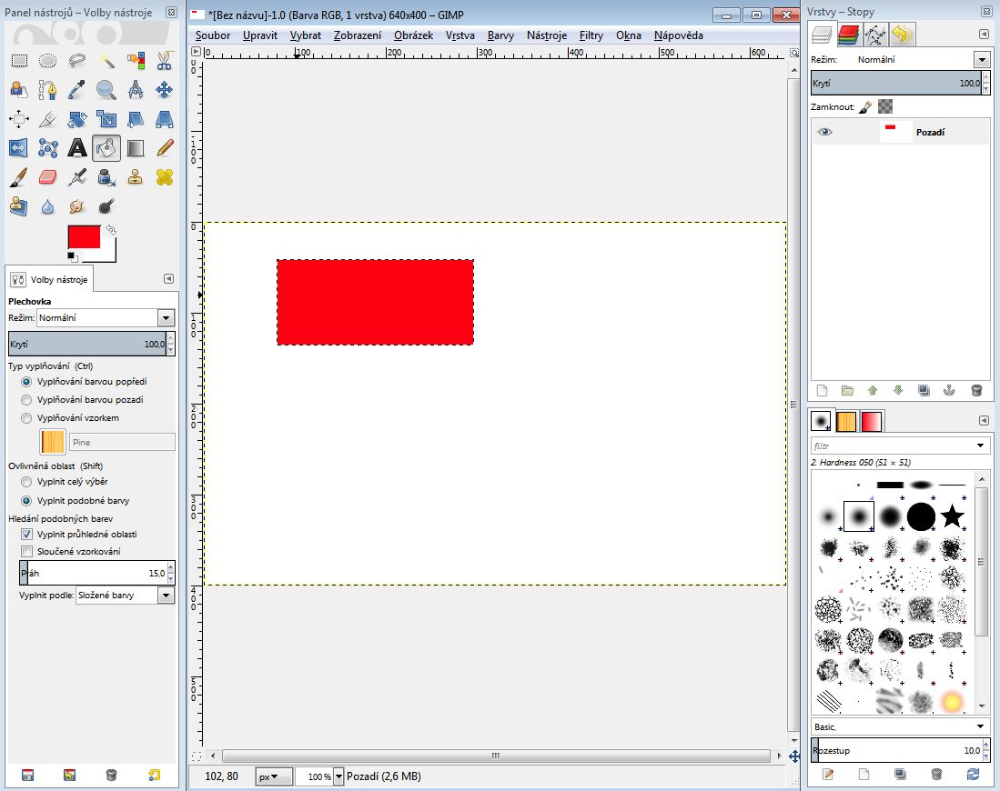 Panel nástrojů – Volby nástroje
Volby nástroje
Plechovka
Režim: Normální
Krytí 100,0
Typ vyplňování (Ctrl)
Vyplňování barvou popředí
Vyplňování barvou pozadí
Vyplňování vzorkem
Pine
Ovlivněná oblast (Shift)
Vyplnit celý výběr
Vyplnit podobné barvy
Hledání podobných barev
Vyplnit průhledné oblasti
Sloučené vzorkování
Práh 15,0
Vyplnit podle: Složené barvy
*[Bez názvu]-1.0 (Barva RGB, 1 vrstva) 640x400 – GIMP
Soubor Upravit Vybrat Zobrazení Obrázek Vrstva Barvy Nástroje Filtry Okna Nápověda
0 100 200 300 400 500 600
0
100
0
100
200
300
400
500
102, 80 px 100 % Pozadí (2,6 MB)
Vrstvy – Stopy
Režim: Normální
Krytí 100,0
Zamknout:
Pozadí
filtr
2. Hardness 050 (51 × 51)
Basic,
Rozestup 10,0